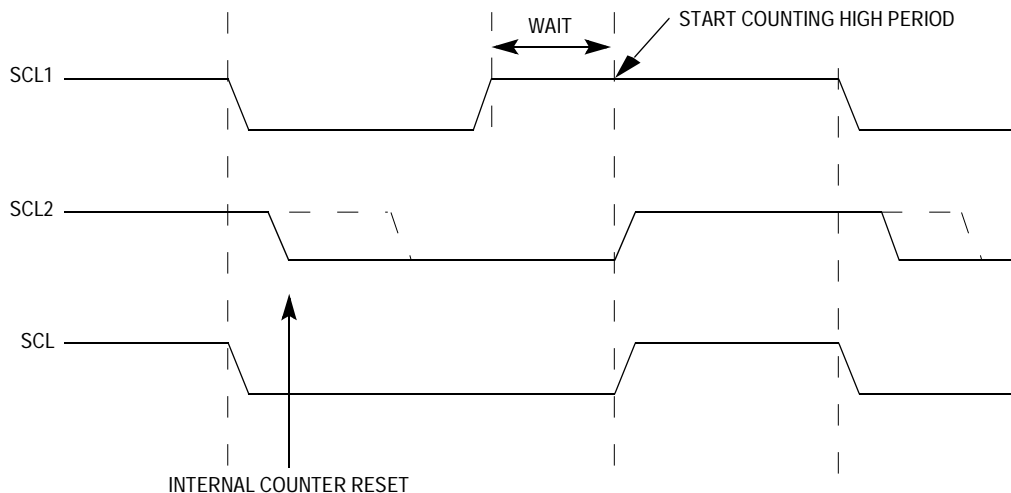 WAIT
START COUNTING HIGH PERIOD
SCL1
SCL2
SCL
INTERNAL COUNTER RESET